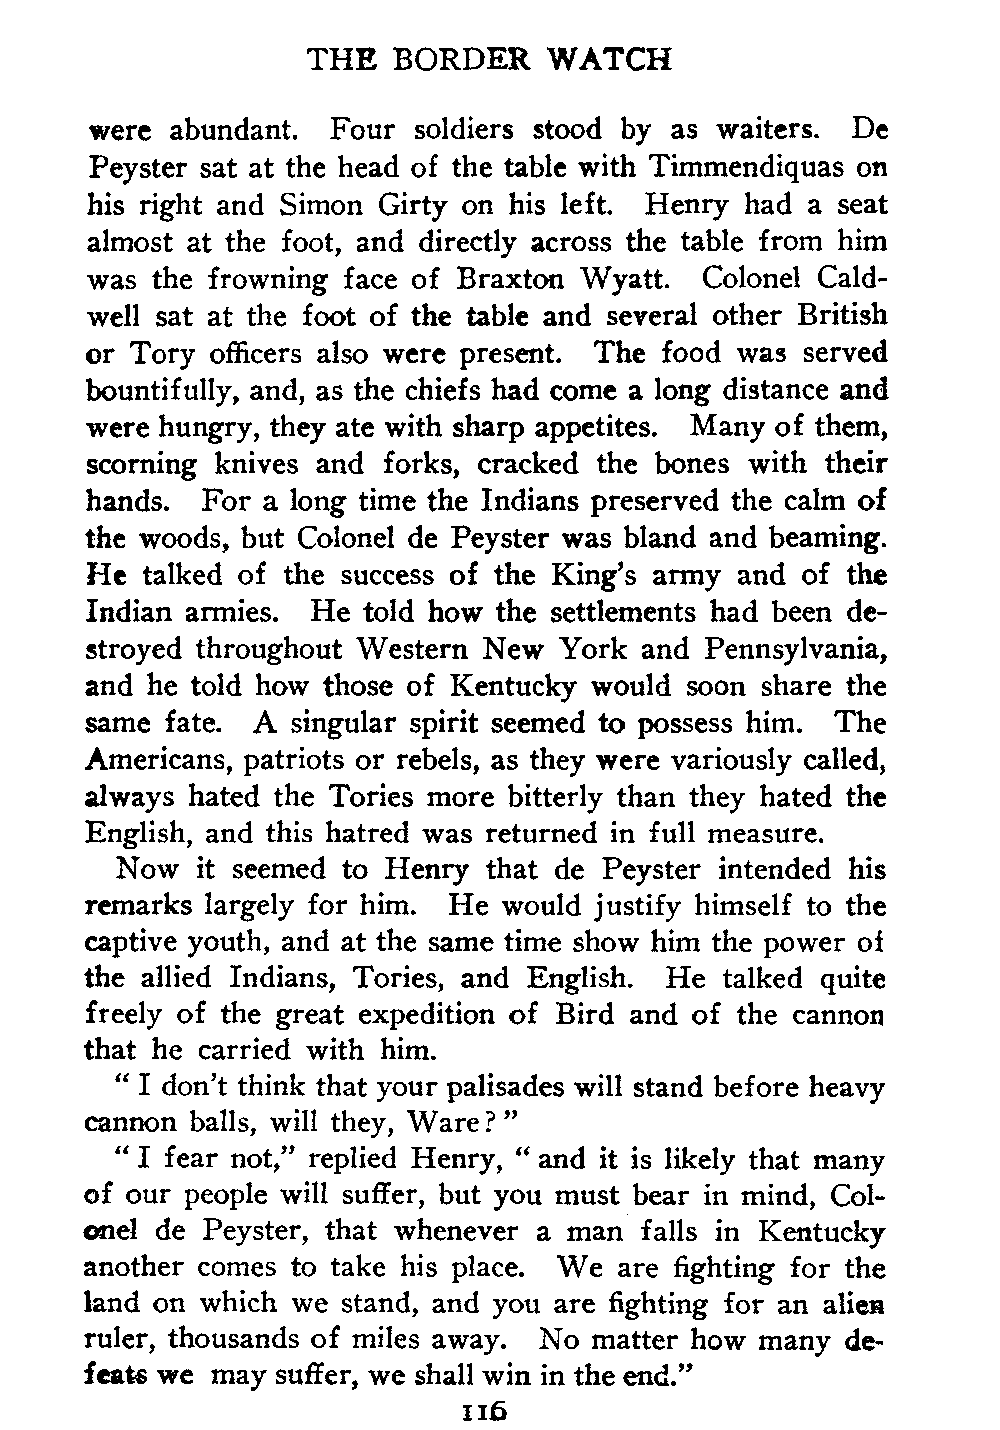 THE BORDER WATCH
were abundant. Four soldiers stood by as waiters. De
Peyster sat at the head of the table with Timmendiquas on
his right and Simon Girty on his left. Henry had a seat
almost at the foot, and directly across the table from him
was the frowning face of Braxton Wyatt. Colonel Cald-
well sat at the foot of the table and several other British
or Tory officers also were present. The food was served
bountifully, and, as the chiefs had come a long distance and
were hungry, they ate with sharp appetites. Many of them,
scorning knives and forks, cracked the bones with their
hands. For a long time the Indians preserved the calm of
the woods, but Colonel de Peyster was bland and beaming.
He talked of the success of the King's army and of the
Indian armies. He told how the settlements had been de-
stroyed throughout Western New York and Pennsylvania,
and he told how those of Kentucky would soon share the
same fate. A singular spirit seemed to possess him. The
Americans, patriots or rebels, as they were variously called,
always hated the Tories more bitterly than they hated the
English, and this hatred was returned in full measure.
Now it seemed to Henry that de Peyster intended his
remarks largely for him. He would justify himself to the
captive youth, and at the same time show him the power of
the allied Indians, Tories, and English. He talked quite
freely of the great expedition of Bird and of the cannon
that he carried with him.
" I don't think that your palisades will stand before heavy
cannon balls, will they, Ware? "
" I fear not," replied Henry, " and it is likely that many
of our people will suffer, but you must bear in mind, Col-
onel de Peyster, that whenever a man falls in Kentucky
another comes to take his place. We are fighting for the
land on which we stand, and you are fighting for an alien
ruler, thousands of miles away. No matter how many de-
feats we may suffer, we shall win in the end."
116